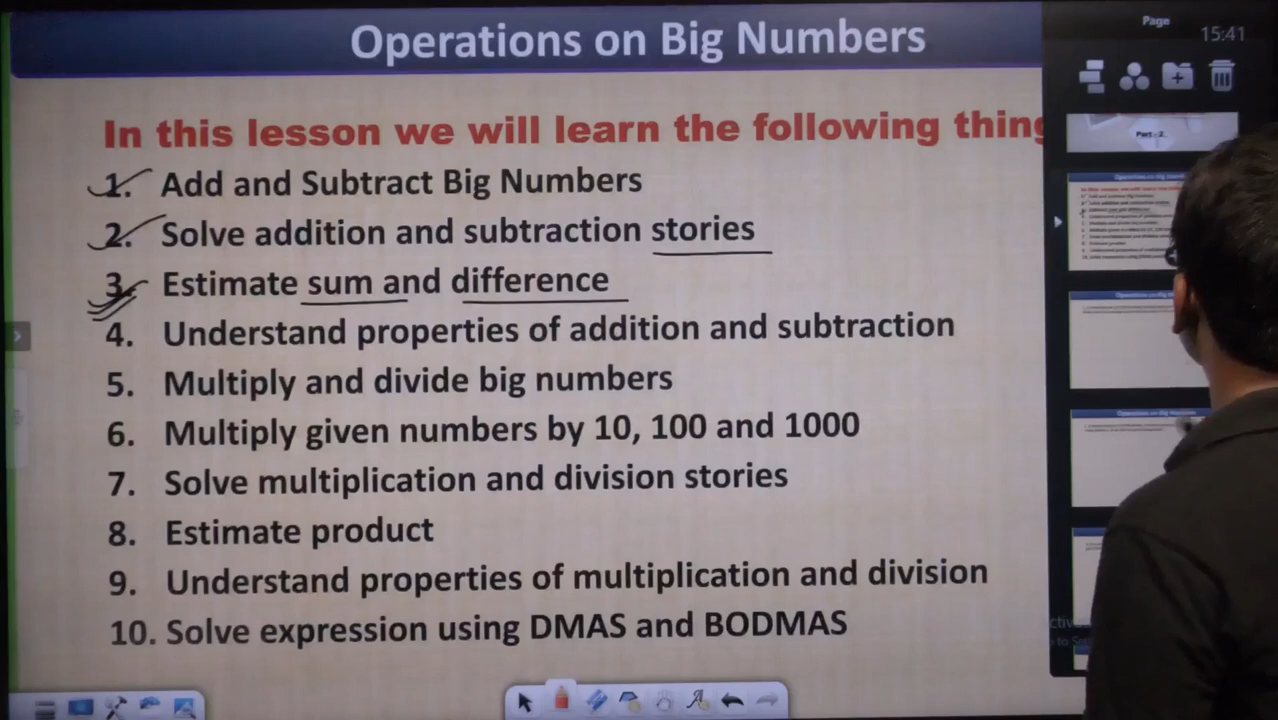 Operations on Big Numbers
Page
15:41
In this lesson we will learn the following thing
Part-2
1. Add and Subtract Big Numbers
2. Solve addition and subtraction stories
3. Estimate sum and difference
4. Understand properties of addition and subtraction
5. Multiply and divide big numbers
6. Multiply given numbers by 10, 100 and 1000
7. Solve multiplication and division stories
8. Estimate product
9. Understand properties of multiplication and division
10. Solve expression using DMAS and BODMAS